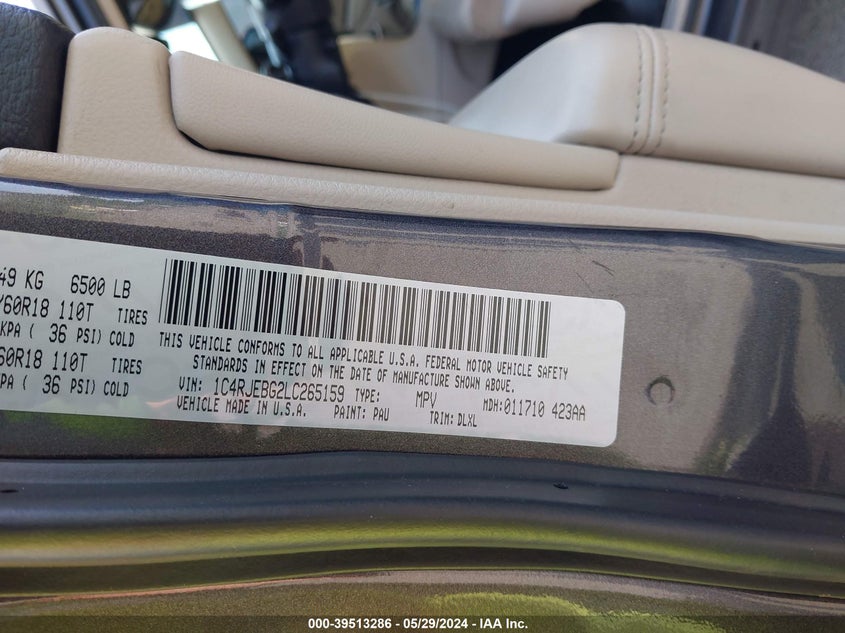 49 KG 6500 LB
60R18 110T TIRES
KPA ( 36 PSI) COLD
60R18 110T TIRES
PA ( 36 PSI) COLD
THIS VEHICLE CONFORMS TO ALL APPLICABLE U.S.A. FEDERAL MOTOR VEHICLE SAFETY
STANDARDS IN EFFECT ON THE DATE OF MANUFACTURE SHOWN ABOVE.
VIN: 1C4RJEBG2LC265159 TYPE: MPV MDH:011710 423AA
VEHICLE MADE IN U.S.A. PAINT: PAU TRIM: DLXL
000-39513286 - 05/29/2024 - IAA Inc.